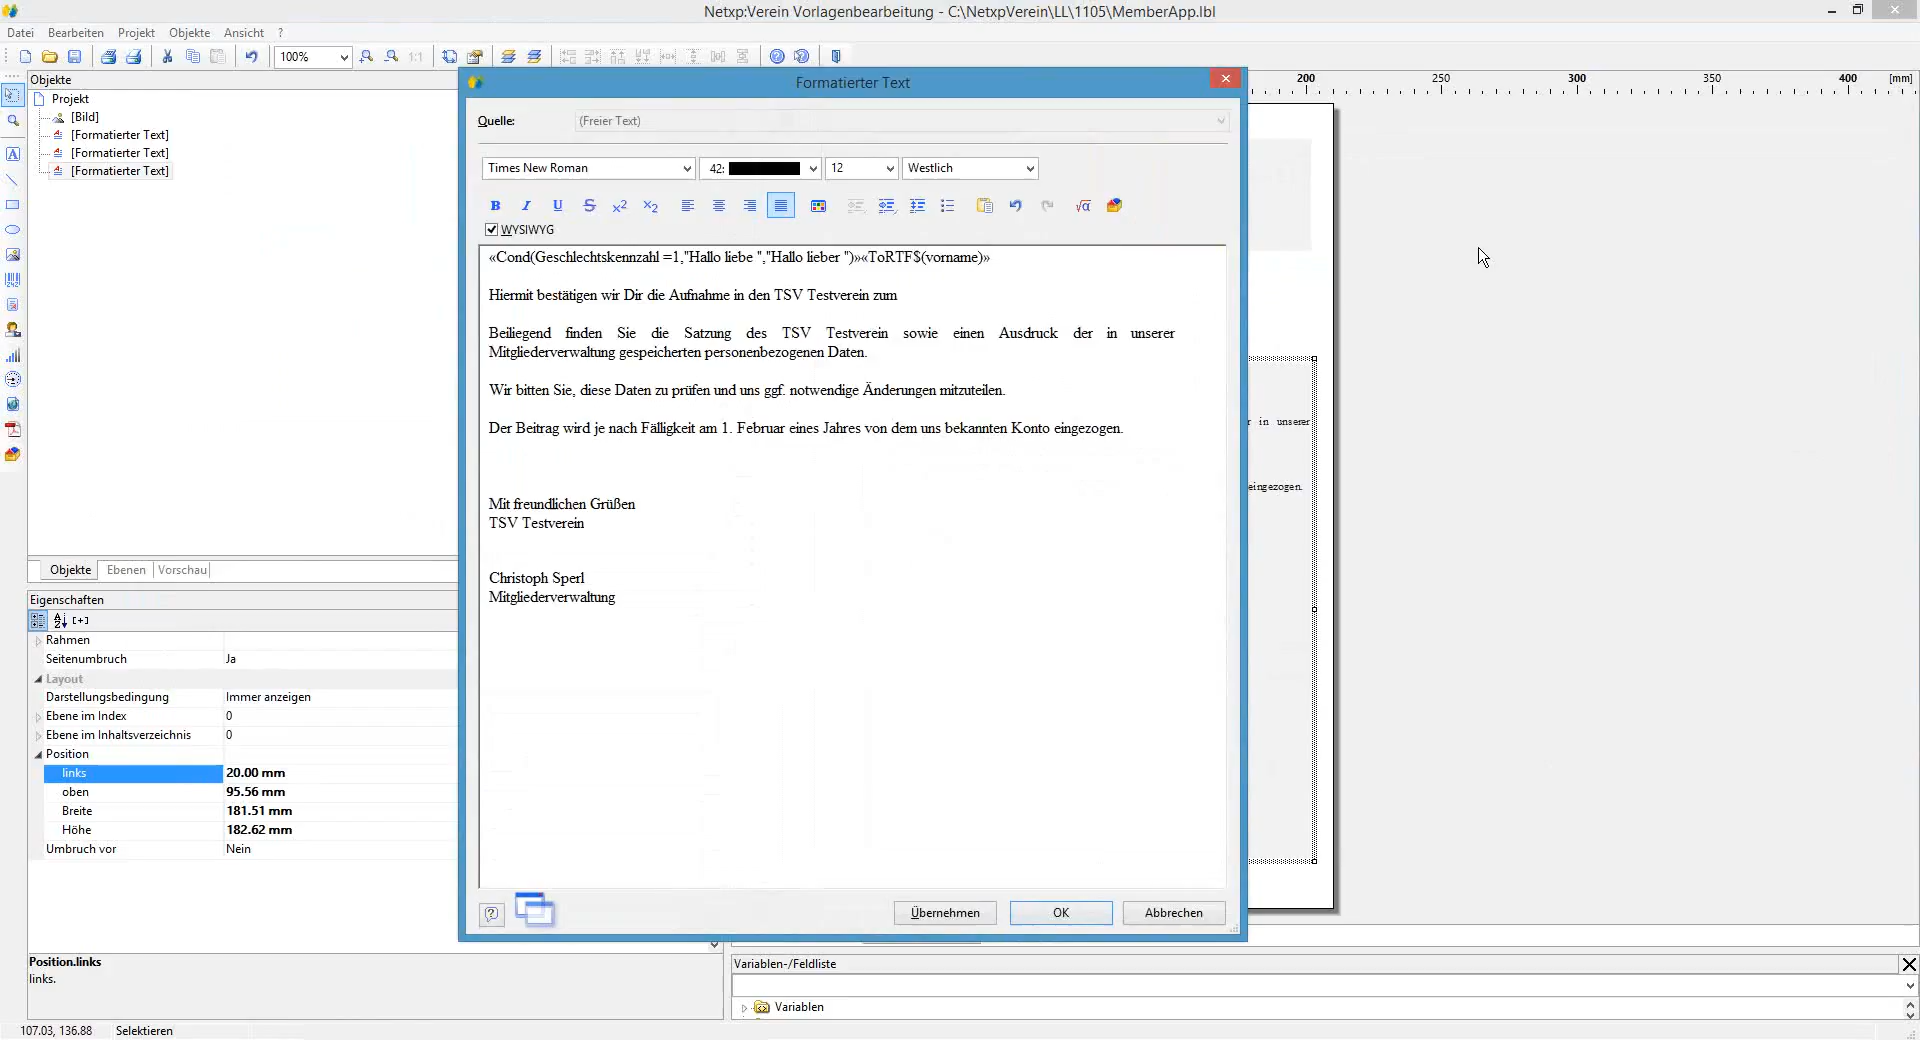 Netxp:Verein Vorlagenbearbeitung - C:\NetxpVerein\LL\1105\MemberApp.lbl
Datei Bearbeiten Projekt Objekte Ansicht ?
100% 1:1
Objekte
Projekt
[Bild]
[Formatierter Text]
[Formatierter Text]
[Formatierter Text]
200 250 300 350 400 [mm]
Formatierter Text
Quelle: (Freier Text)
Times New Roman 42: 12 Westlich
B I U S x2 x2
WYSIWYG
«Cond(Geschlechtskennzahl =1,"Hallo liebe ","Hallo lieber ")»«ToRTF$(vorname)»
Hiermit bestätigen wir Dir die Aufnahme in den TSV Testverein zum
Beiliegend finden Sie die Satzung des TSV Testverein sowie einen Ausdruck der in unserer
Mitgliederverwaltung gespeicherten personenbezogenen Daten.
Wir bitten Sie, diese Daten zu prüfen und uns ggf. notwendige Änderungen mitzuteilen.
Der Beitrag wird je nach Fälligkeit am 1. Februar eines Jahres von dem uns bekannten Konto eingezogen.
Mit freundlichen Grüßen
TSV Testverein
Christoph Sperl
Mitgliederverwaltung
Übernehmen OK Abbrechen
r in unserer
eingezogen.
Objekte Ebenen Vorschau
Eigenschaften
Rahmen
Seitenumbruch Ja
Layout
Darstellungsbedingung Immer anzeigen
Ebene im Index 0
Ebene im Inhaltsverzeichnis 0
Position
links 20.00 mm
oben 95.56 mm
Breite 181.51 mm
Höhe 182.62 mm
Umbruch vor Nein
Position.links
links.
Variablen-/Feldliste
Variablen
107.03, 136.88 Selektieren